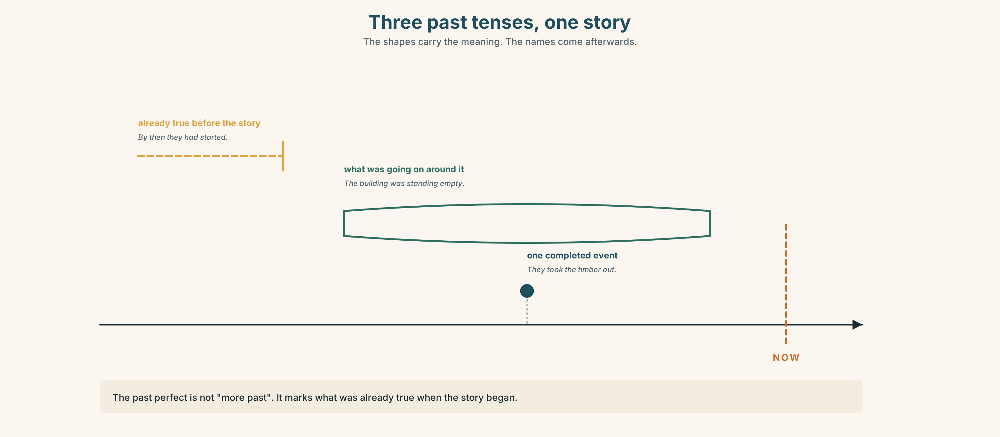 Three past tenses, one story
The shapes carry the meaning. The names come afterwards.
already true before the story
By then they had started.
what was going on around it
The building was standing empty.
one completed event
They took the timber out.
NOW
The past perfect is not "more past". It marks what was already true when the story began.